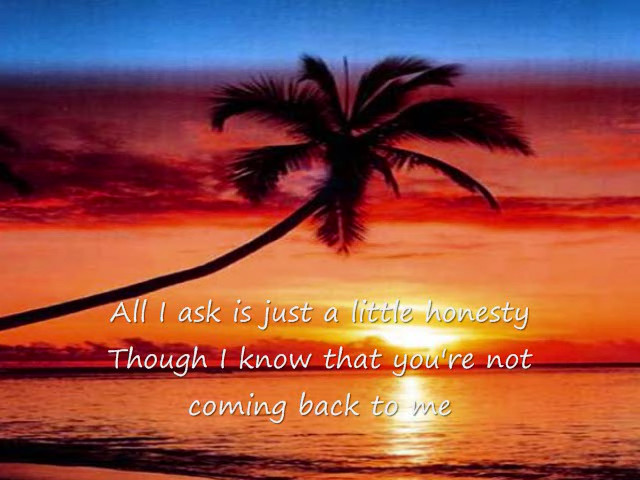 All I ask is just a little honesty
Though I know that you're not
coming back to me